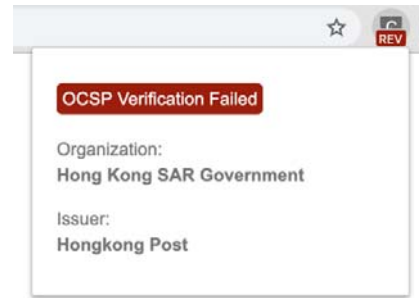 REV
OCSP Verification Failed
Organization:
Hong Kong SAR Government
Issuer:
Hongkong Post